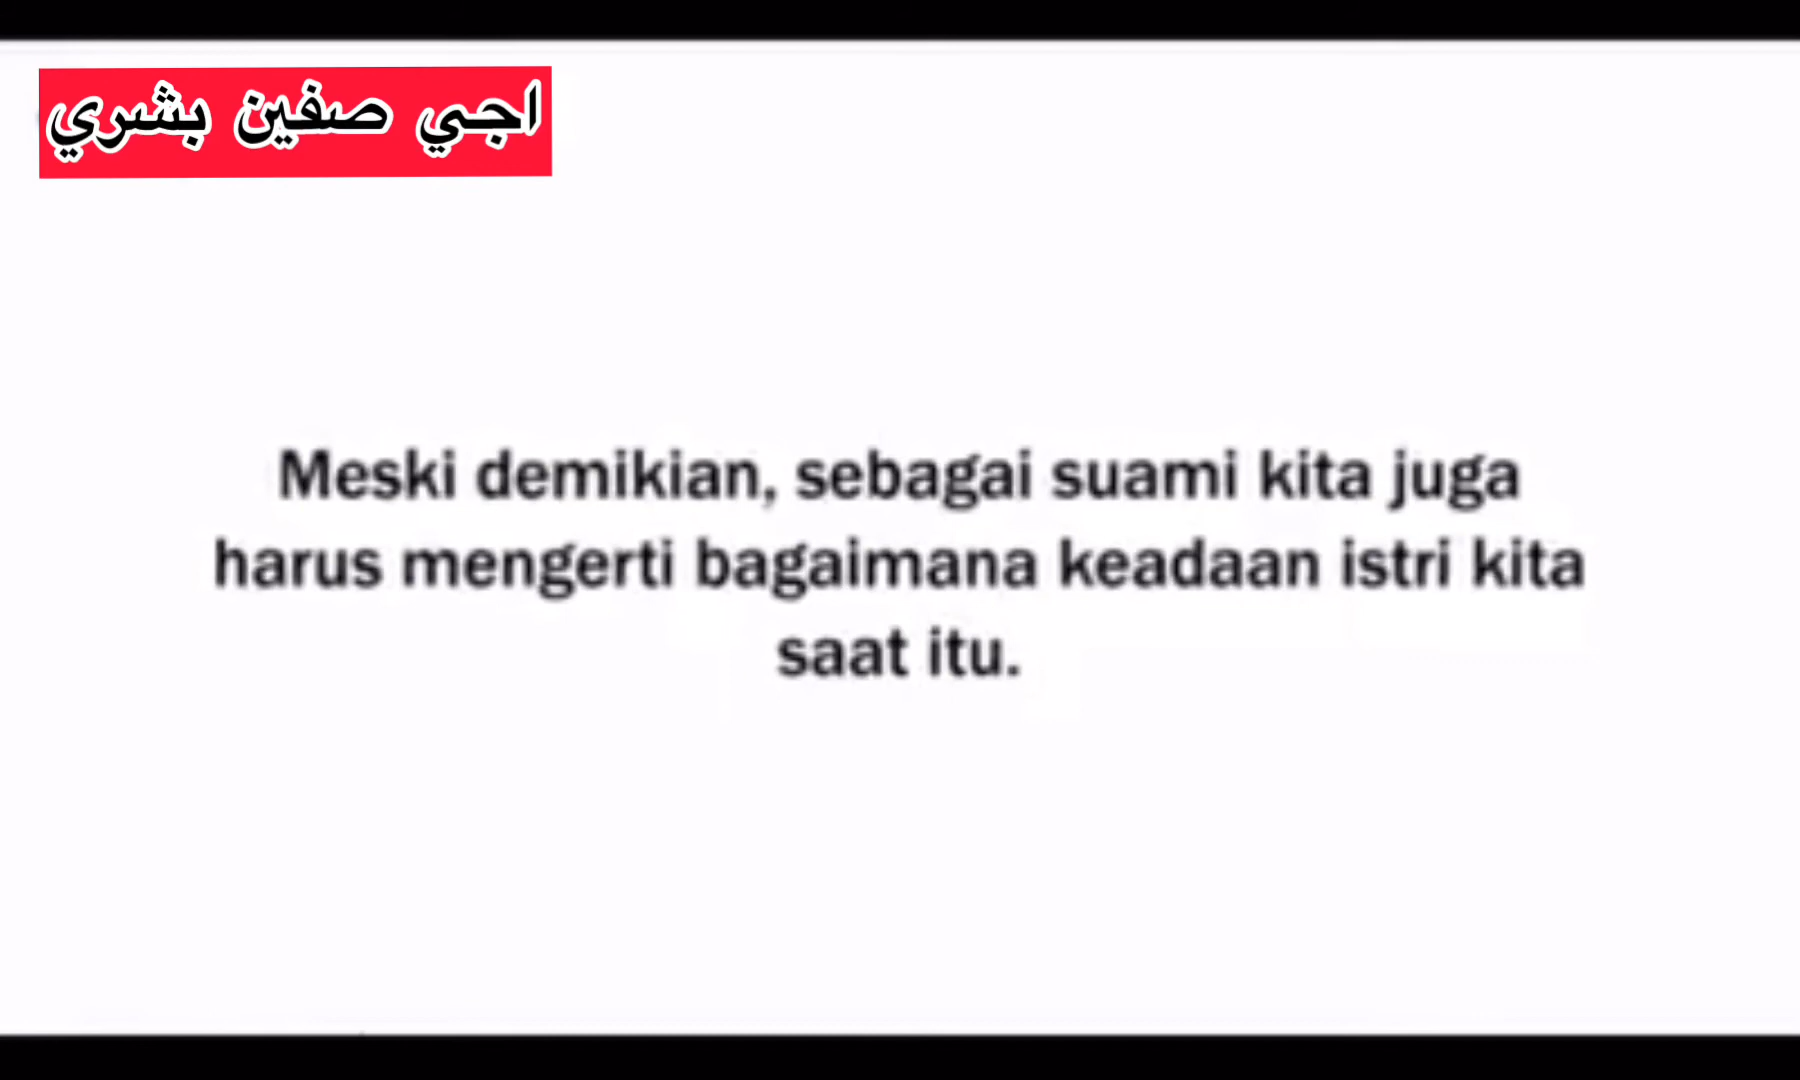 اجي صفين بشري
Meski demikian, sebagai suami kita juga
harus mengerti bagaimana keadaan istri kita
saat itu.